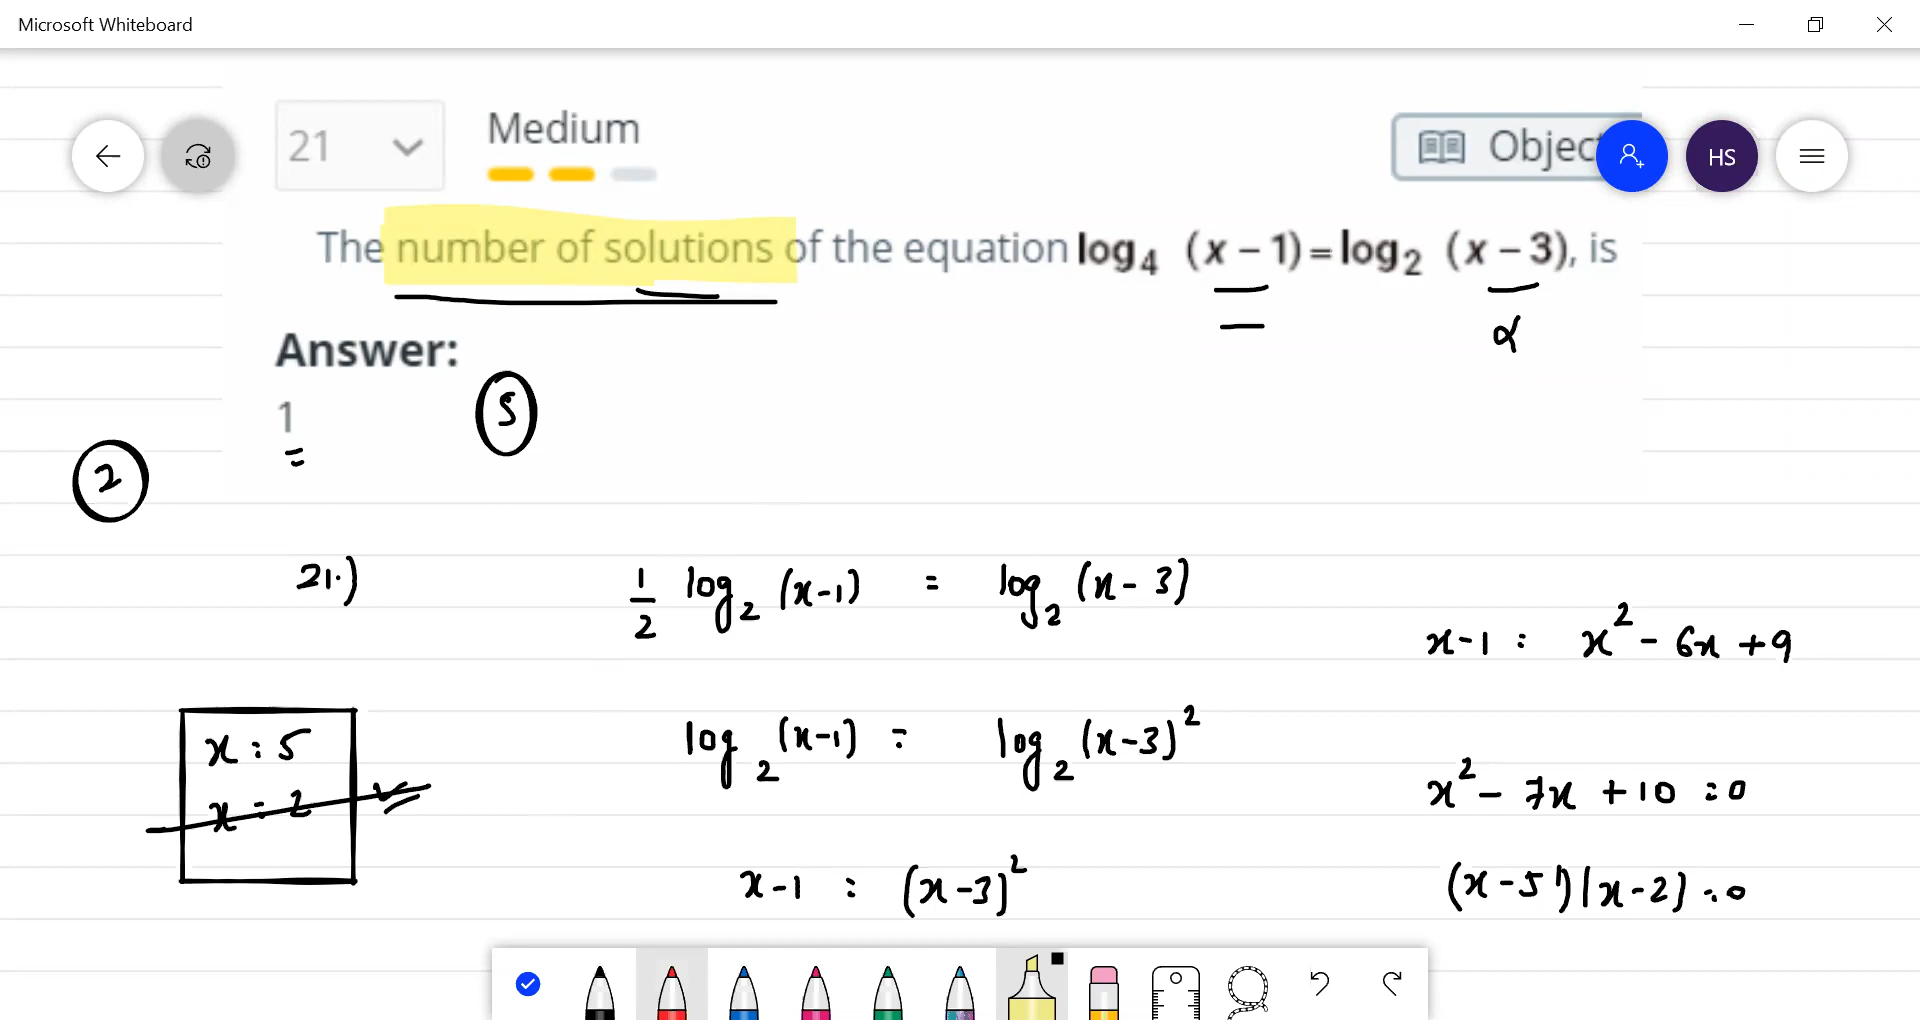 Microsoft Whiteboard
21
Medium
Objec
HS
The number of solutions of the equation log₄ (x − 1) = log₂ (x − 3), is
α
Answer:
1
=
5
2
21.)
1/2 log₂ (x-1) = log₂ (x-3)
x-1 : x² - 6x + 9
x : 5
x = 2
log₂ (x-1) = log₂ (x-3)²
x² - 7x + 10 = 0
x-1 : (x-3)²
(x-5)(x-2) = 0